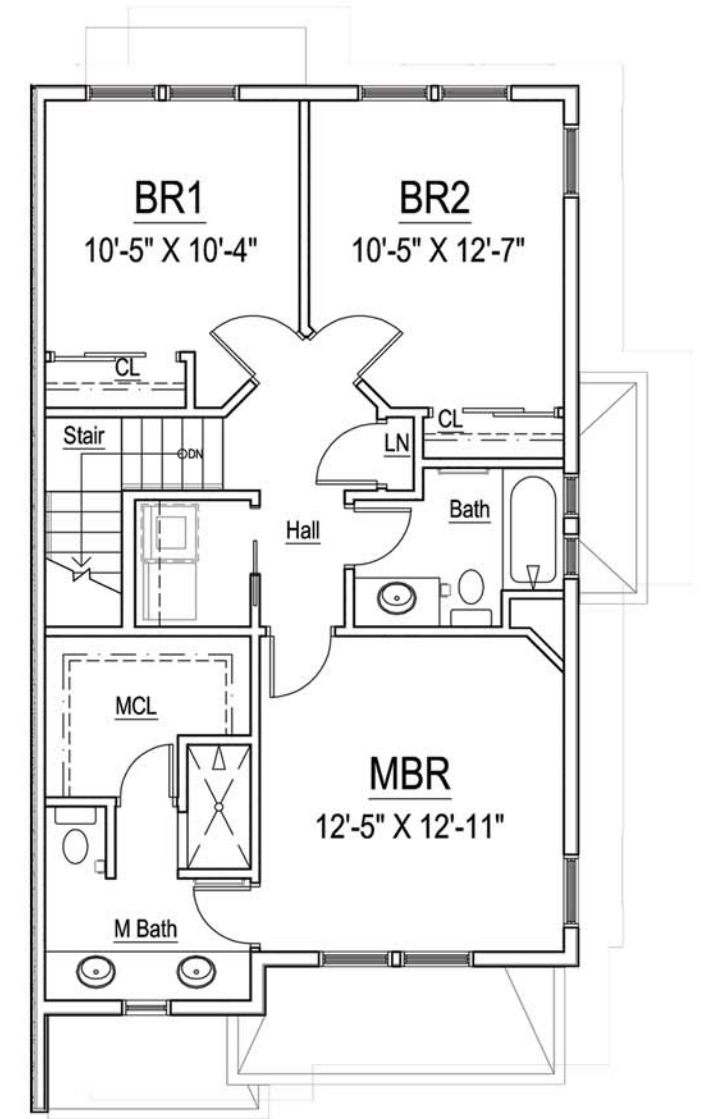 BR1
10'-5" X 10'-4"
BR2
10'-5" X 12'-7"
CL
CL
Stair
DN
LN
Hall
Bath
MCL
MBR
12'-5" X 12'-11"
M Bath